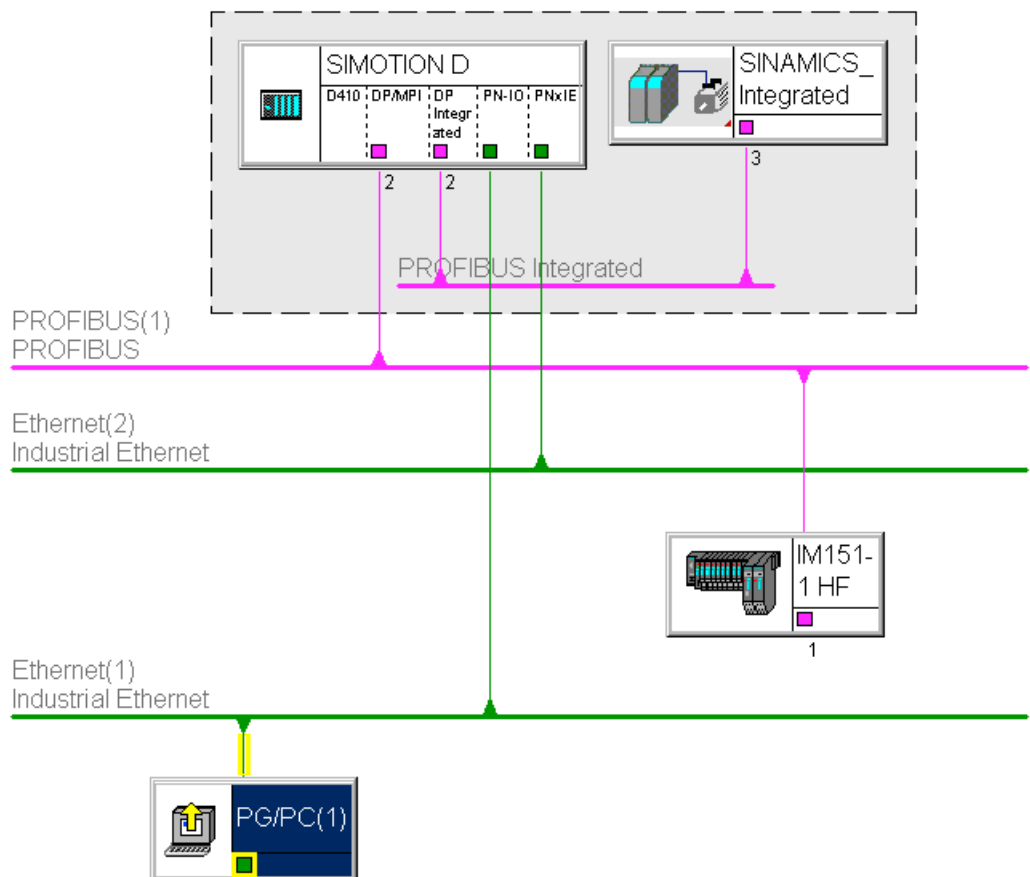 SIMOTION D
D410 DP/MPI DP Integr ated PN-IO PNxIE
2 2
SINAMICS_
Integrated
3
PROFIBUS Integrated
PROFIBUS(1)
PROFIBUS
Ethernet(2)
Industrial Ethernet
IM151-
1 HF
1
Ethernet(1)
Industrial Ethernet
PG/PC(1)